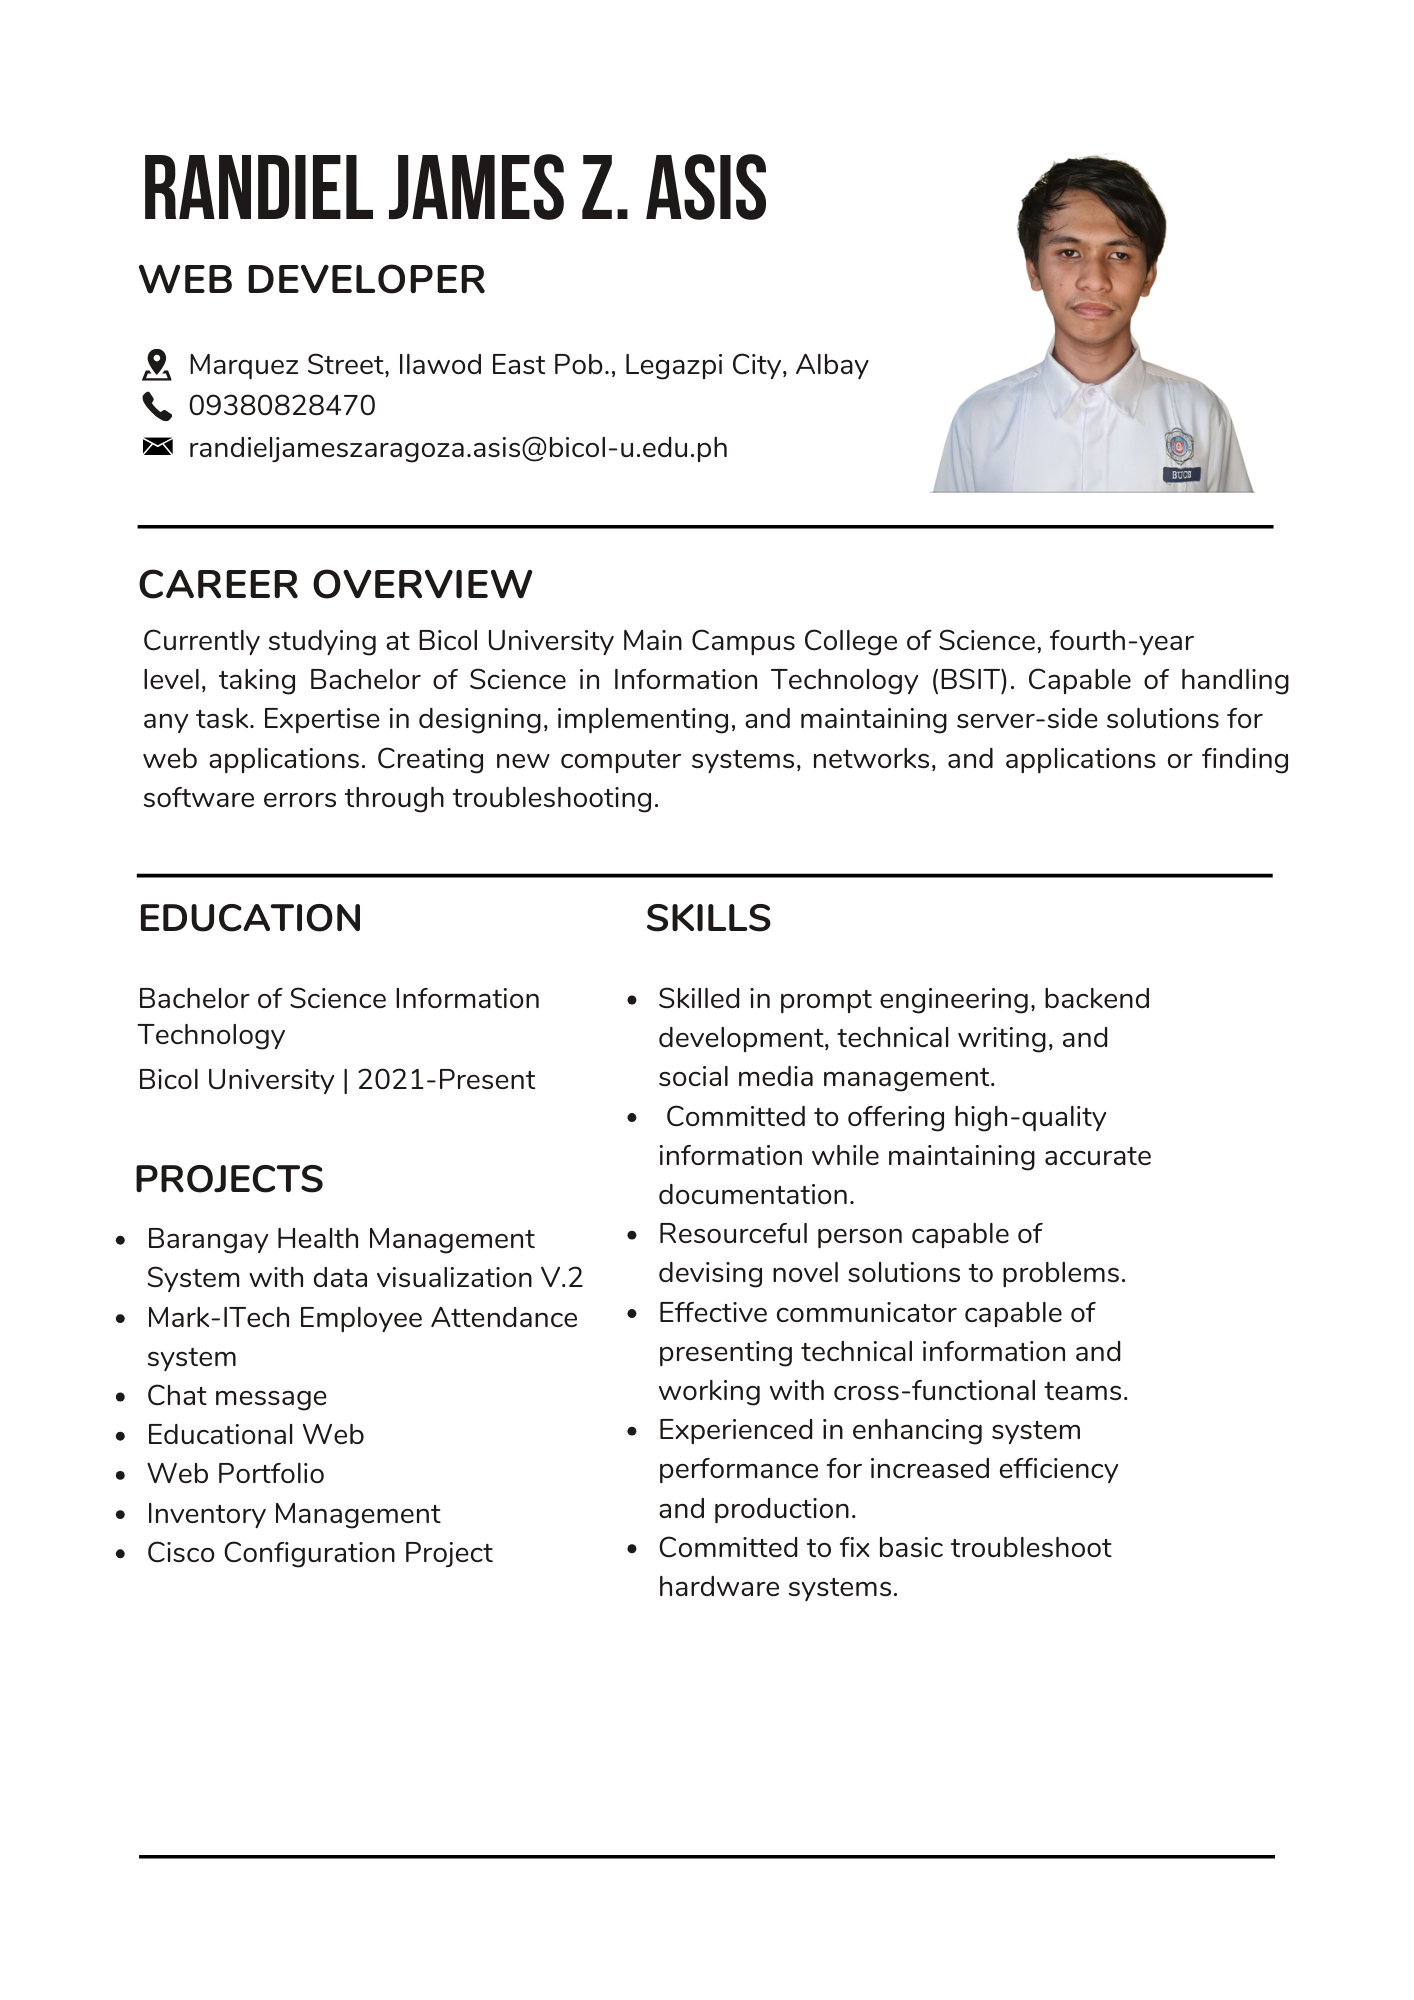 RANDIEL JAMES Z. ASIS
WEB DEVELOPER
Marquez Street, Ilawod East Pob., Legazpi City, Albay
09380828470
randieljameszaragoza.asis@bicol-u.edu.ph
BUCS
CAREER OVERVIEW
Currently studying at Bicol University Main Campus College of Science, fourth-year
level, taking Bachelor of Science in Information Technology (BSIT). Capable of handling
any task. Expertise in designing, implementing, and maintaining server-side solutions for
web applications. Creating new computer systems, networks, and applications or finding
software errors through troubleshooting.
EDUCATION
Bachelor of Science Information
Technology
Bicol University | 2021-Present
PROJECTS
• Barangay Health Management
System with data visualization V.2
• Mark-ITech Employee Attendance
system
• Chat message
• Educational Web
• Web Portfolio
• Inventory Management
• Cisco Configuration Project
SKILLS
• Skilled in prompt engineering, backend
development, technical writing, and
social media management.
• Committed to offering high-quality
information while maintaining accurate
documentation.
• Resourceful person capable of
devising novel solutions to problems.
• Effective communicator capable of
presenting technical information and
working with cross-functional teams.
• Experienced in enhancing system
performance for increased efficiency
and production.
• Committed to fix basic troubleshoot
hardware systems.